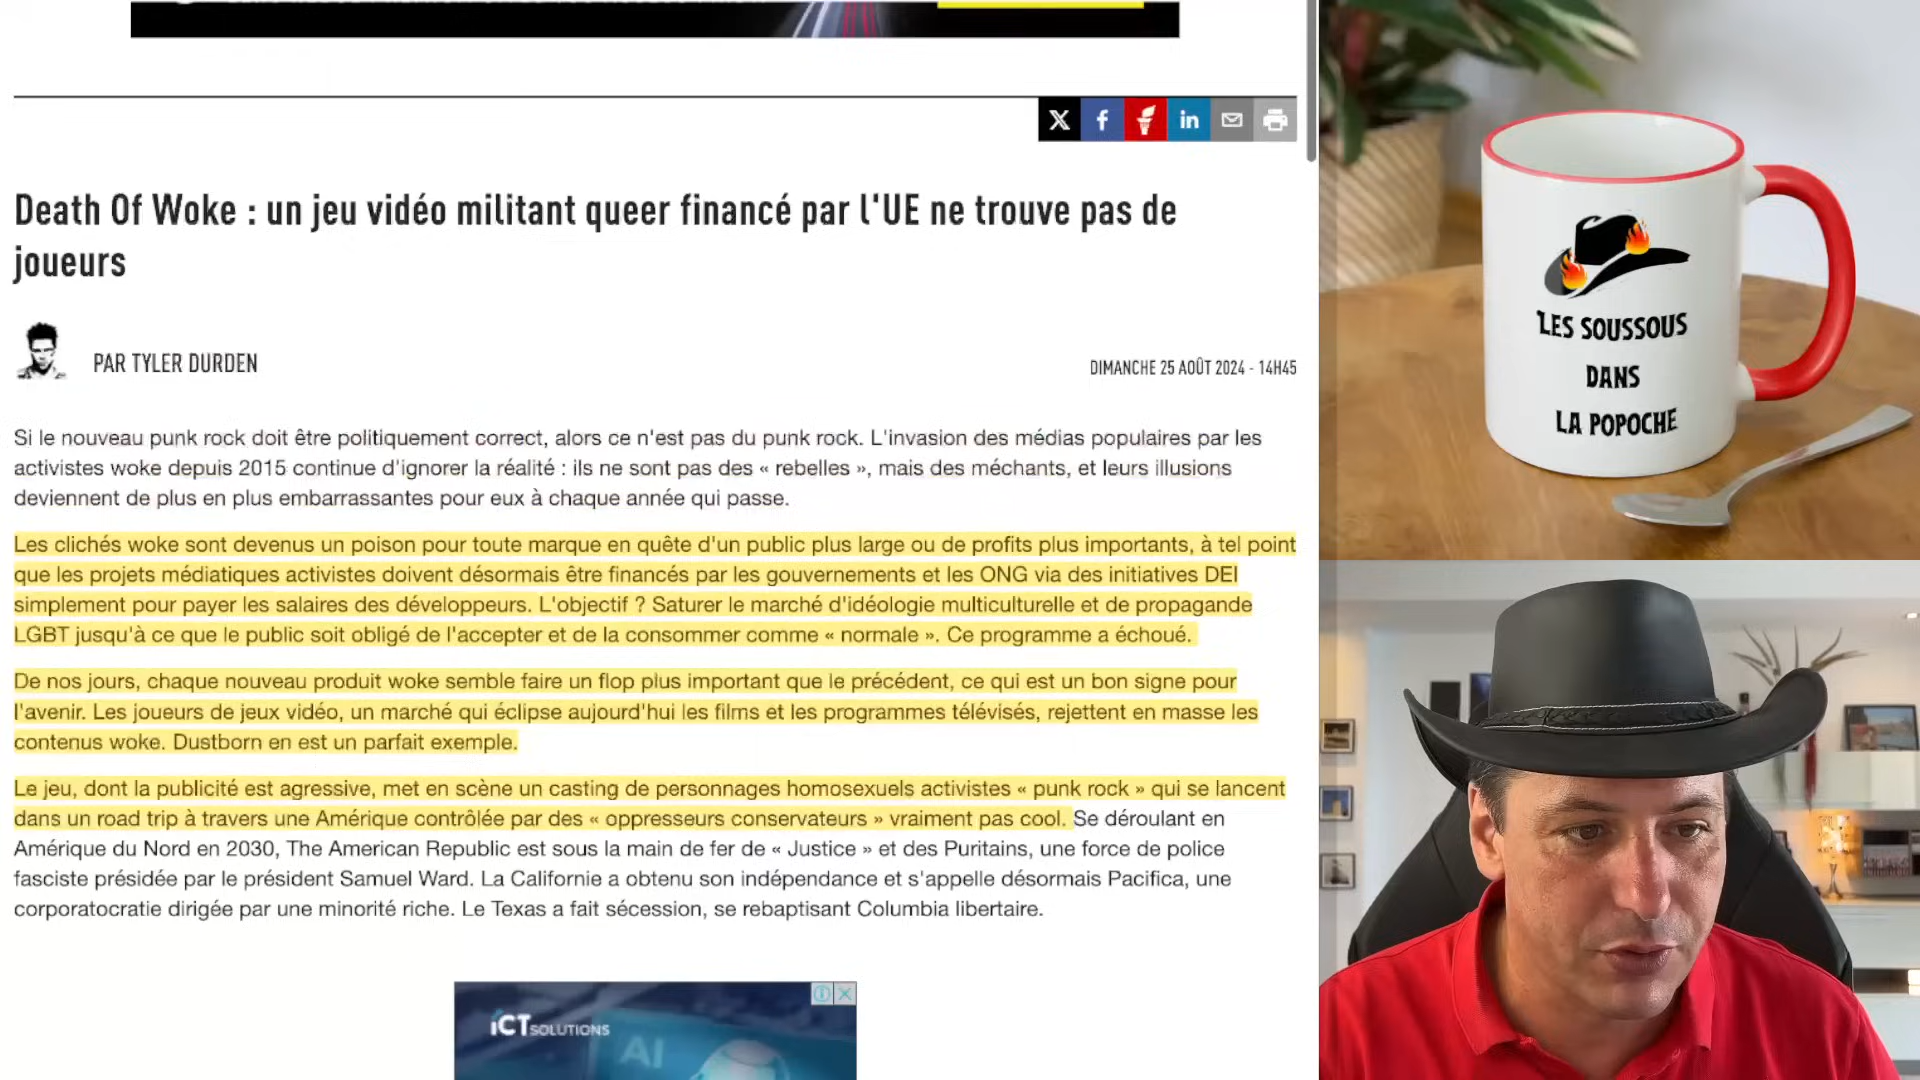 Death Of Woke : un jeu vidéo militant queer financé par l'UE ne trouve pas de
joueurs
PAR TYLER DURDEN
DIMANCHE 25 AOÛT 2024 - 14H45
Si le nouveau punk rock doit être politiquement correct, alors ce n'est pas du punk rock. L'invasion des médias populaires par les
activistes woke depuis 2015 continue d'ignorer la réalité : ils ne sont pas des « rebelles », mais des méchants, et leurs illusions
deviennent de plus en plus embarrassantes pour eux à chaque année qui passe.
Les clichés woke sont devenus un poison pour toute marque en quête d'un public plus large ou de profits plus importants, à tel point
que les projets médiatiques activistes doivent désormais être financés par les gouvernements et les ONG via des initiatives DEI
simplement pour payer les salaires des développeurs. L'objectif ? Saturer le marché d'idéologie multiculturelle et de propagande
LGBT jusqu'à ce que le public soit obligé de l'accepter et de la consommer comme « normale ». Ce programme a échoué.
De nos jours, chaque nouveau produit woke semble faire un flop plus important que le précédent, ce qui est un bon signe pour
l'avenir. Les joueurs de jeux vidéo, un marché qui éclipse aujourd'hui les films et les programmes télévisés, rejettent en masse les
contenus woke. Dustborn en est un parfait exemple.
Le jeu, dont la publicité est agressive, met en scène un casting de personnages homosexuels activistes « punk rock » qui se lancent
dans un road trip à travers une Amérique contrôlée par des « oppresseurs conservateurs » vraiment pas cool. Se déroulant en
Amérique du Nord en 2030, The American Republic est sous la main de fer de « Justice » et des Puritains, une force de police
fasciste présidée par le président Samuel Ward. La Californie a obtenu son indépendance et s'appelle désormais Pacifica, une
corporatocratie dirigée par une minorité riche. Le Texas a fait sécession, se rebaptisant Columbia libertaire.
iCT SOLUTIONS
AI
LES SOUSSOUS
DANS
LA POPOCHE